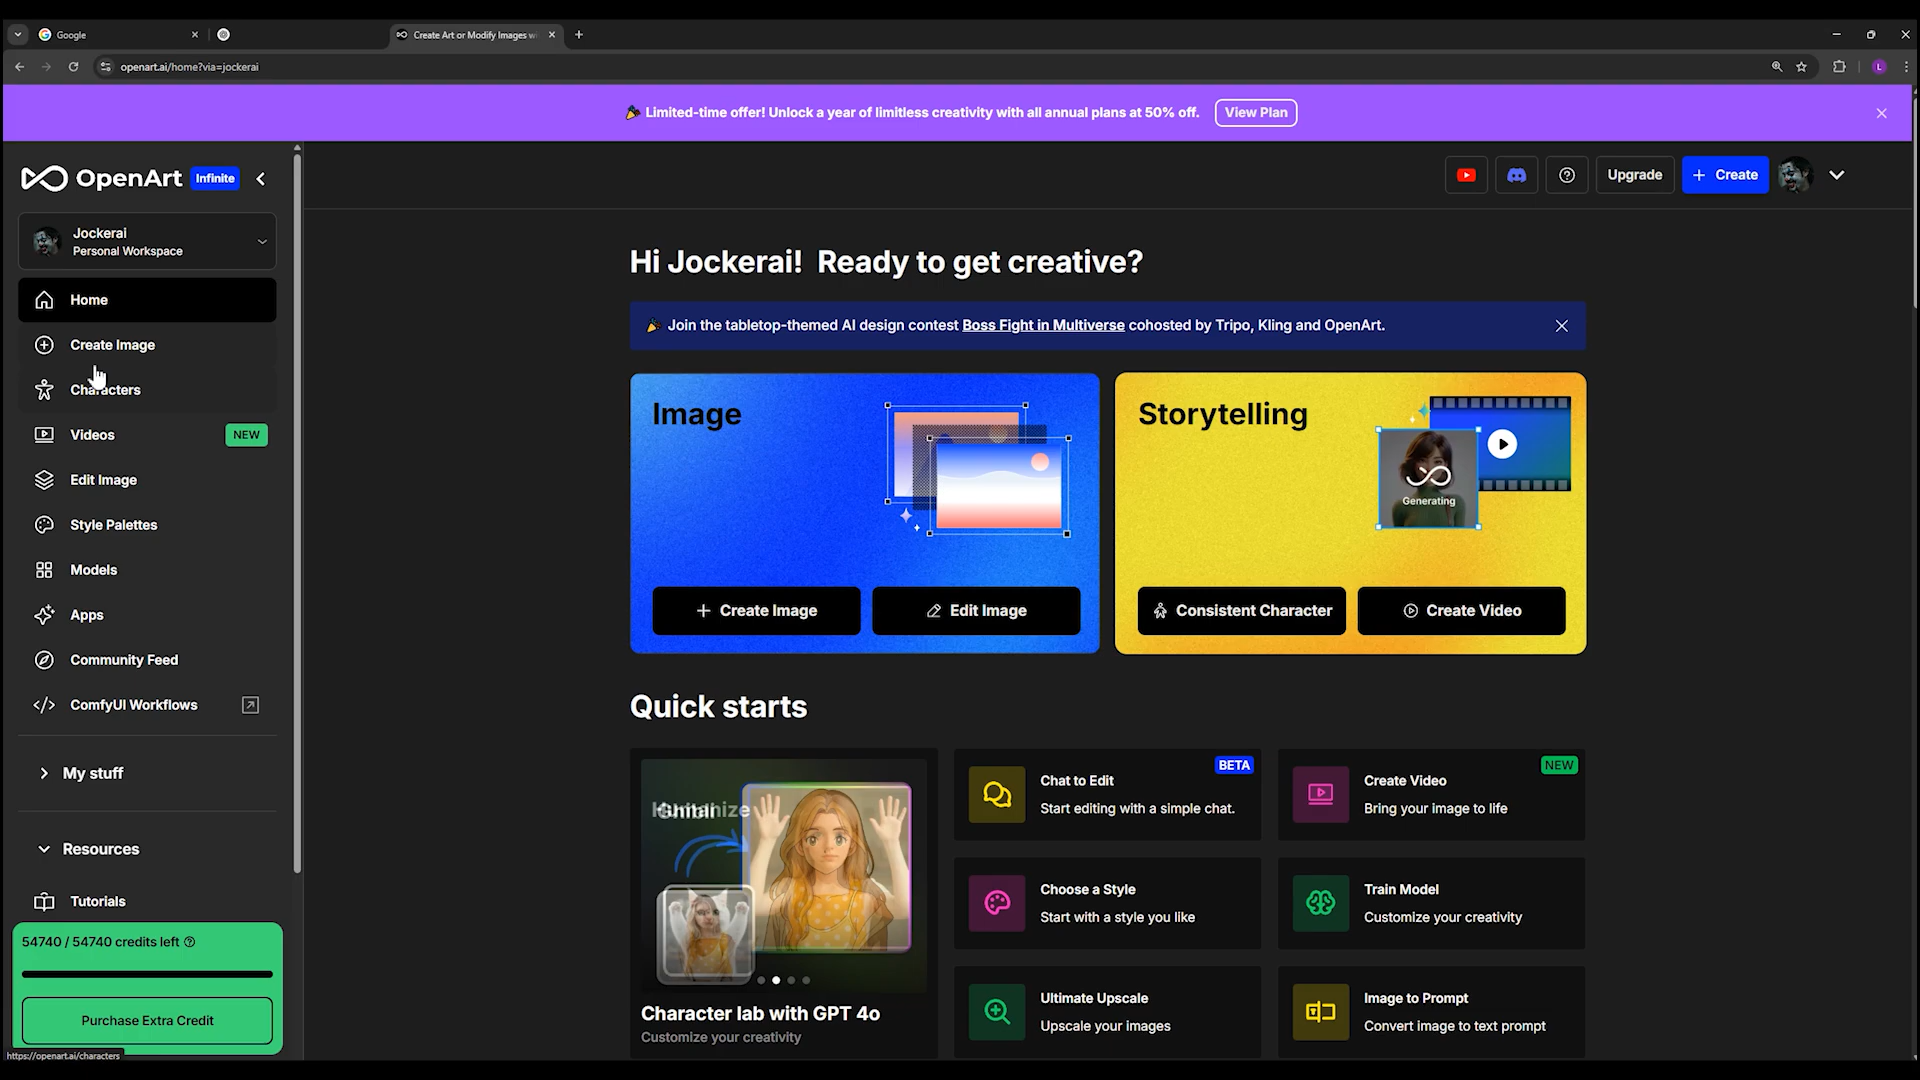 Google
Create Art or Modify Images wi
openart.ai/home?via=jockerai
L
Limited-time offer! Unlock a year of limitless creativity with all annual plans at 50% off.
View Plan
OpenArt
Infinite
Upgrade
+ Create
Jockerai
Personal Workspace
Home
Create Image
Characters
Videos
NEW
Edit Image
Style Palettes
Models
Apps
Community Feed
ComfyUI Workflows
My stuff
Resources
Tutorials
54740 / 54740 credits left
Purchase Extra Credit
https://openart.ai/characters
Hi Jockerai! Ready to get creative?
Join the tabletop-themed AI design contest Boss Fight in Multiverse cohosted by Tripo, Kling and OpenArt.
Image
+ Create Image
Edit Image
Storytelling
Generating
Consistent Character
Create Video
Quick starts
Character lab with GPT 4o
Customize your creativity
Chat to Edit
BETA
Start editing with a simple chat.
Create Video
NEW
Bring your image to life
Choose a Style
Start with a style you like
Train Model
Customize your creativity
Ultimate Upscale
Upscale your images
Image to Prompt
Convert image to text prompt